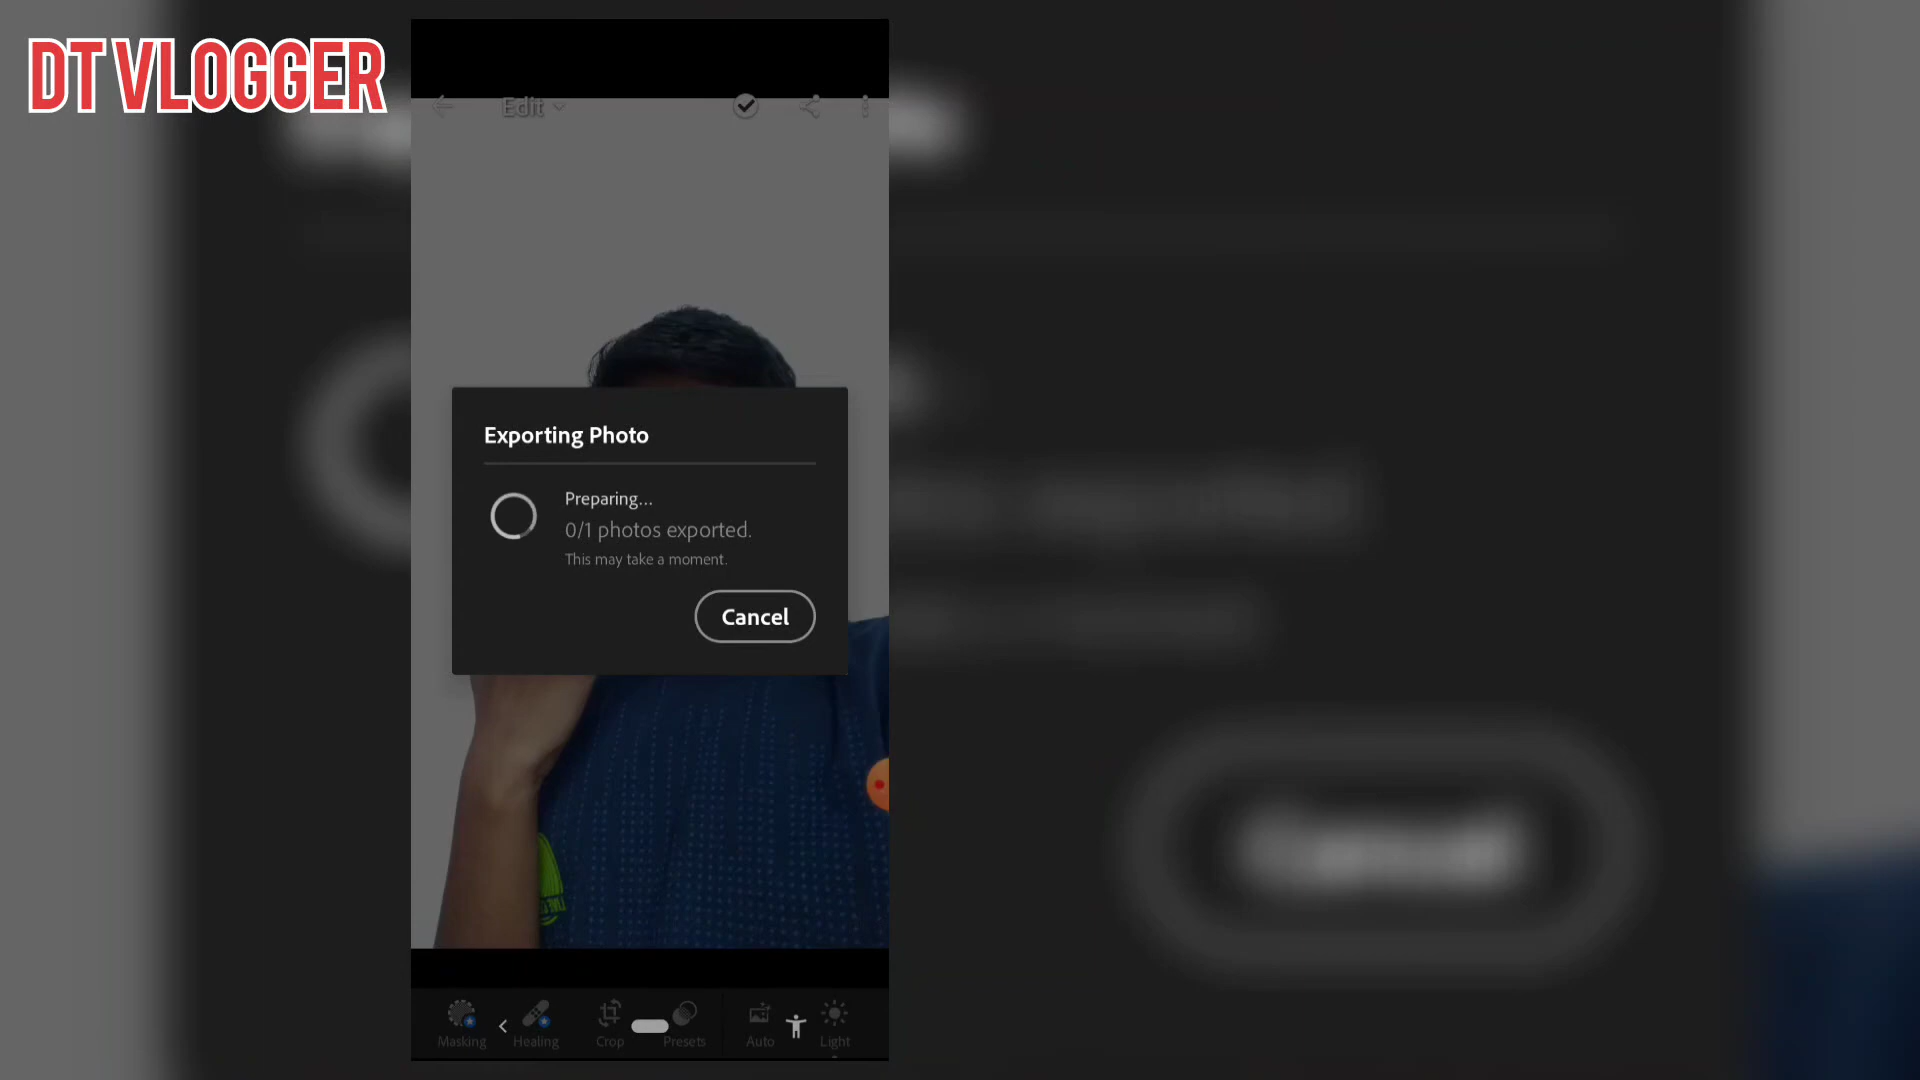 DT VLOGGER
Edit
Exporting Photo
Preparing...
0/1 photos exported.
This may take a moment.
Cancel
Masking
Healing
Crop
Presets
Auto
Light
Cancel